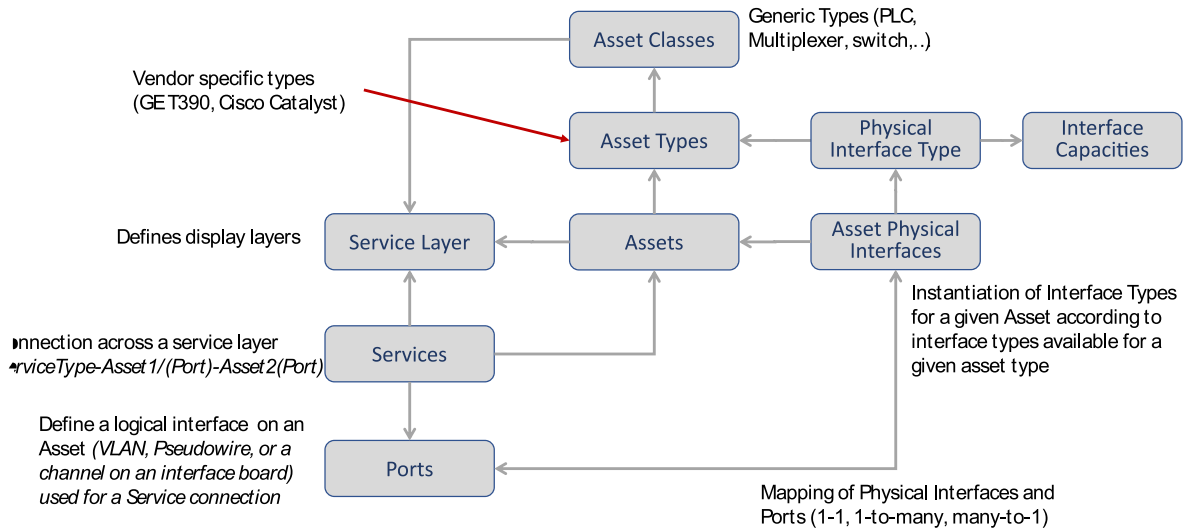 Generic Types (PLC,
Multiplexer, switch,..).
Asset Classes
Vendor specific types
(GET390, Cisco Catalyst)
Asset Types
Physical
Interface Type
Interface
Capacities
Defines display layers
Service Layer
Assets
Asset Physical
Interfaces
Instantiation of Interface Types
for a given Asset according to
interface types available for a
given asset type
nnection across a service layer
rviceType-Asset1/(Port)-Asset2(Port)
Services
Define a logical interface on an
Asset (VLAN, Pseudowire, or a
channel on an interface board)
used for a Service connection
Ports
Mapping of Physical Interfaces and
Ports (1-1, 1-to-many, many-to-1)